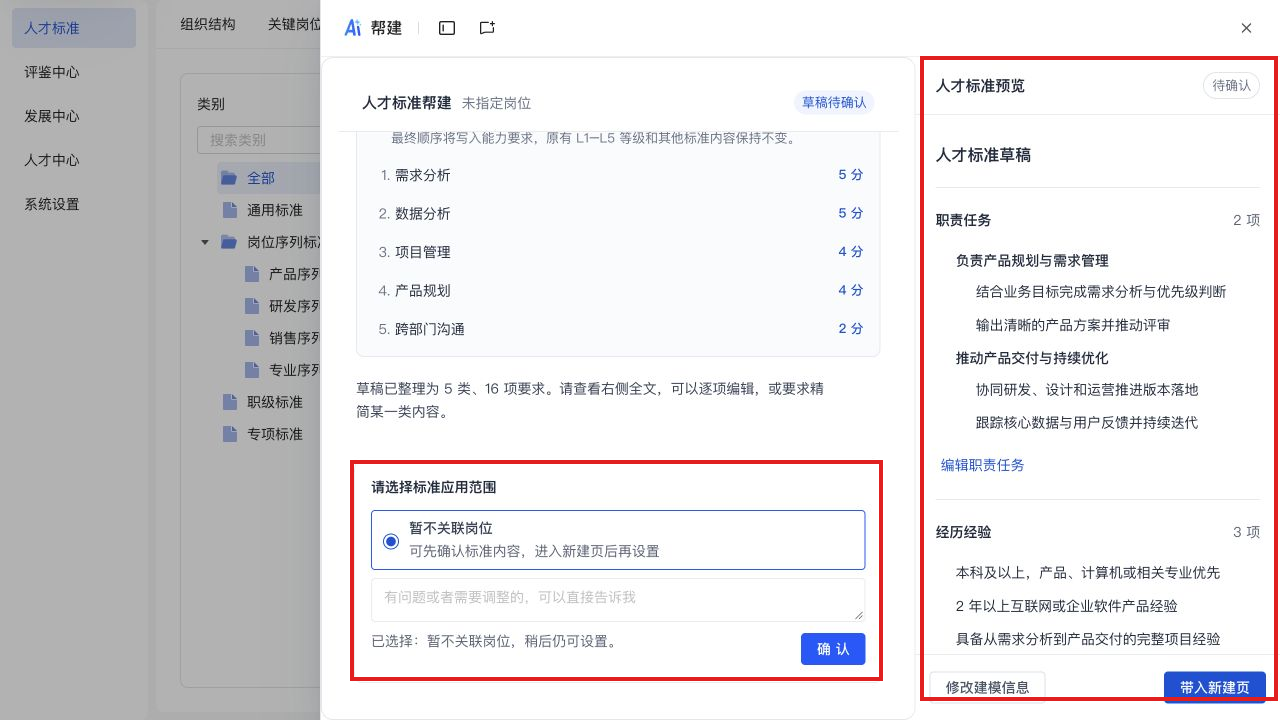 人才标准
评鉴中心
发展中心
人才中心
系统设置
组织结构
关键岗位
类别
搜索类别
全部
通用标准
岗位序列标准
产品序列
研发序列
销售序列
专业序列
职级标准
专项标准
Ai 帮建
人才标准帮建 未指定岗位
草稿待确认
最终顺序将写入能力要求，原有 L1—L5 等级和其他标准内容保持不变。
1. 需求分析 5 分
2. 数据分析 5 分
3. 项目管理 4 分
4. 产品规划 4 分
5. 跨部门沟通 2 分
草稿已整理为 5 类、16 项要求。请查看右侧全文，可以逐项编辑，或要求精
简某一类内容。
请选择标准应用范围
暂不关联岗位
可先确认标准内容，进入新建页后再设置
有问题或者需要调整的，可以直接告诉我
已选择：暂不关联岗位，稍后仍可设置。
确 认
人才标准预览
待确认
人才标准草稿
职责任务 2 项
负责产品规划与需求管理
结合业务目标完成需求分析与优先级判断
输出清晰的产品方案并推动评审
推动产品交付与持续优化
协同研发、设计和运营推进版本落地
跟踪核心数据与用户反馈并持续迭代
编辑职责任务
经历经验 3 项
本科及以上，产品、计算机或相关专业优先
2 年以上互联网或企业软件产品经验
具备从需求分析到产品交付的完整项目经验
修改建模信息
带入新建页